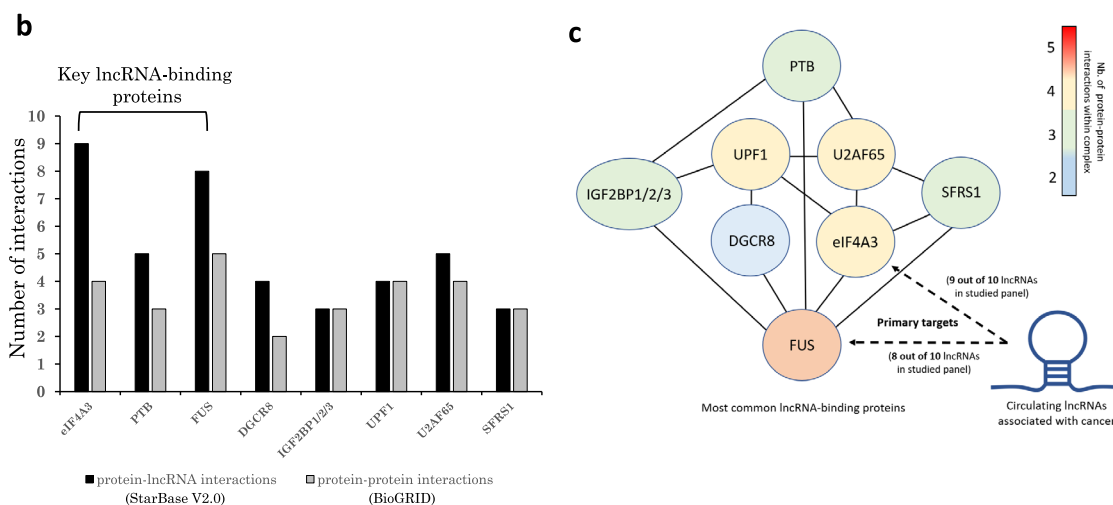 b
Key lncRNA-binding
proteins
Number of interactions
10
9
8
7
6
5
4
3
2
1
0
eIF4A3
PTB
FUS
DGCR8
IGF2BP1/2/3
UPF1
U2AF65
SFRS1
protein-lncRNA interactions
(StarBase V2.0)
protein-protein interactions
(BioGRID)
c
PTB
UPF1
U2AF65
IGF2BP1/2/3
SFRS1
DGCR8
eIF4A3
FUS
(9 out of 10 lncRNAs
in studied panel)
Primary targets
(8 out of 10 lncRNAs
in studied panel)
Most common lncRNA-binding proteins
Circulating lncRNAs
associated with cancer
5
4
3
2
Nb. of protein-protein
interactions within complex